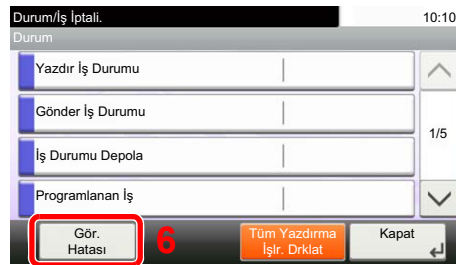 Durum/İş İptali.
10:10
Durum
Yazdır İş Durumu
Gönder İş Durumu
İş Durumu Depola
Programlanan İş
1/5
Gör.
Hatası
6
Tüm Yazdırma
İşlr. Drklat
Kapat